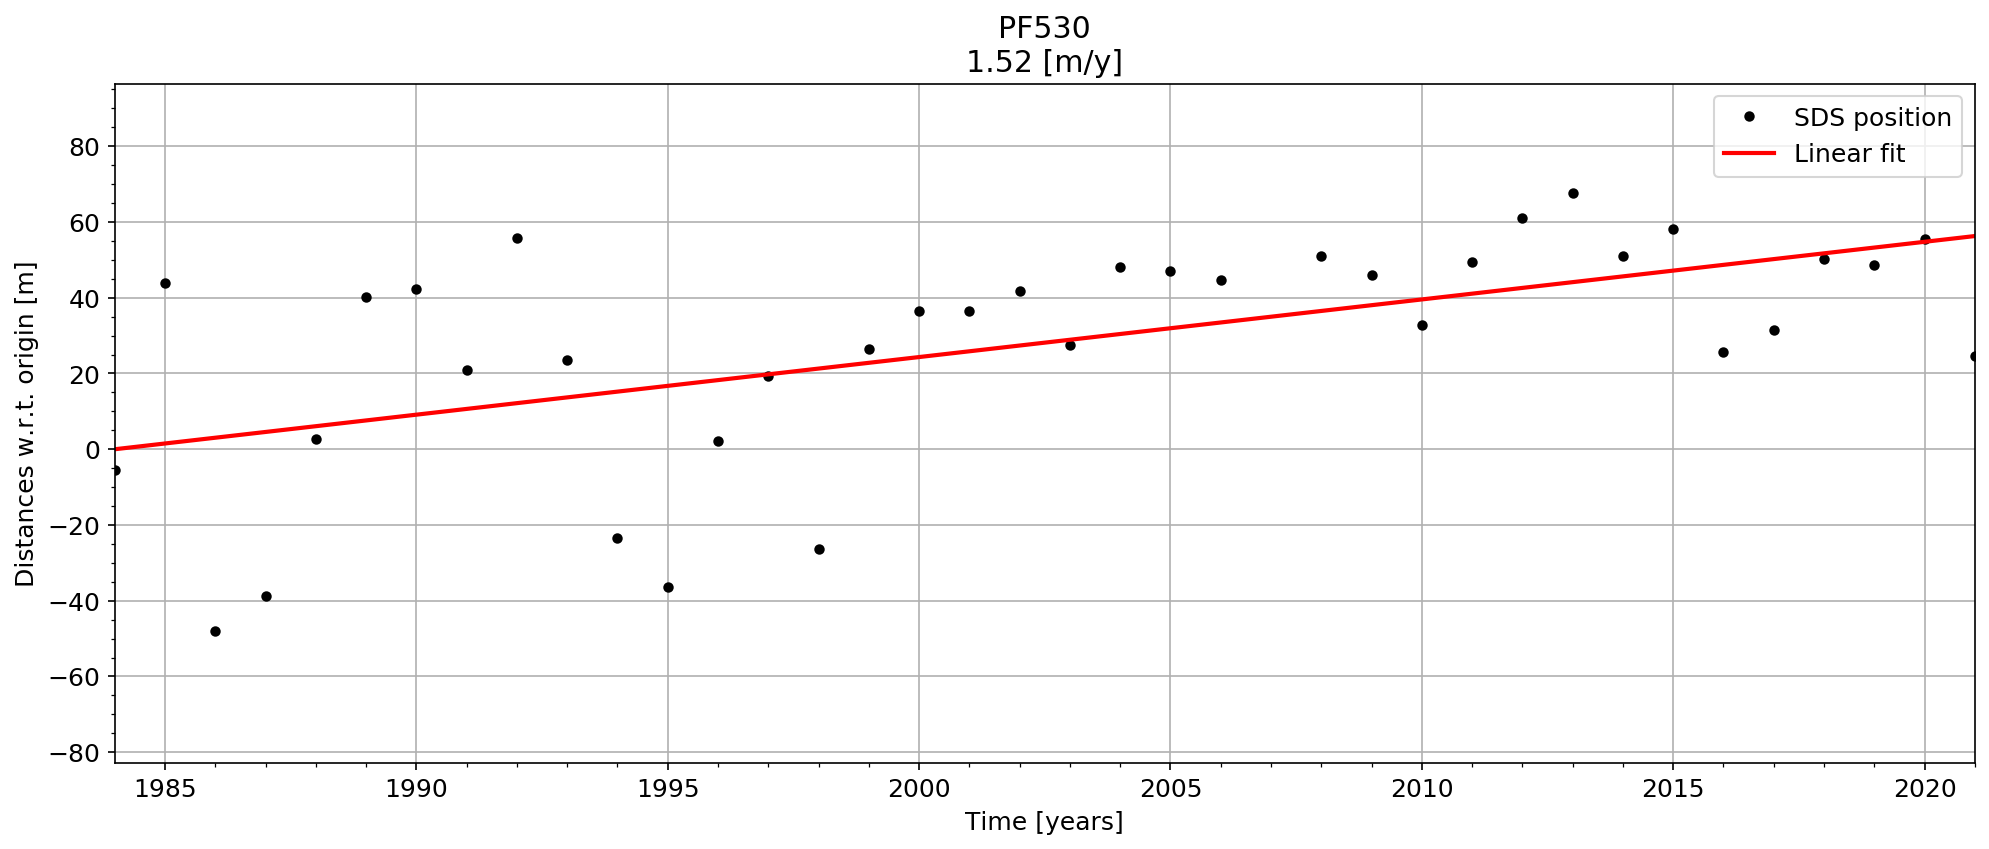 PF530
1.52 [m/y]
SDS position
Linear fit
Distances w.r.t. origin [m]
80
60
40
20
0
−20
−40
−60
−80
1985 1990 1995 2000 2005 2010 2015 2020
Time [years]